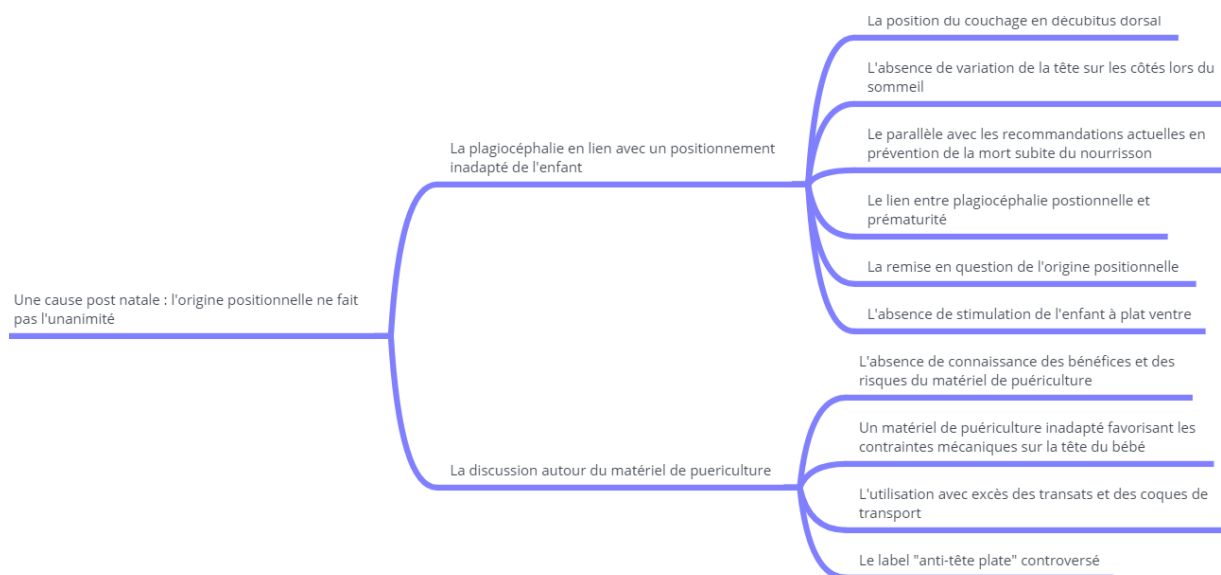 La position du couchage en décubitus dorsal
L'absence de variation de la tête sur les côtés lors du
sommeil
La plagiocéphalie en lien avec un positionnement
inadapté de l'enfant
Le parallèle avec les recommandations actuelles en
prévention de la mort subite du nourrisson
Le lien entre plagiocéphalie postionnelle et
prématurité
La remise en question de l'origine positionnelle
L'absence de stimulation de l'enfant à plat ventre
Une cause post natale : l'origine positionnelle ne fait
pas l'unanimité
L'absence de connaissance des bénéfices et des
risques du matériel de puériculture
Un matériel de puériculture inadapté favorisant les
contraintes mécaniques sur la tête du bébé
La discussion autour du matériel de puericulture
L'utilisation avec excès des transats et des coques de
transport
Le label "anti-tête plate" controversé